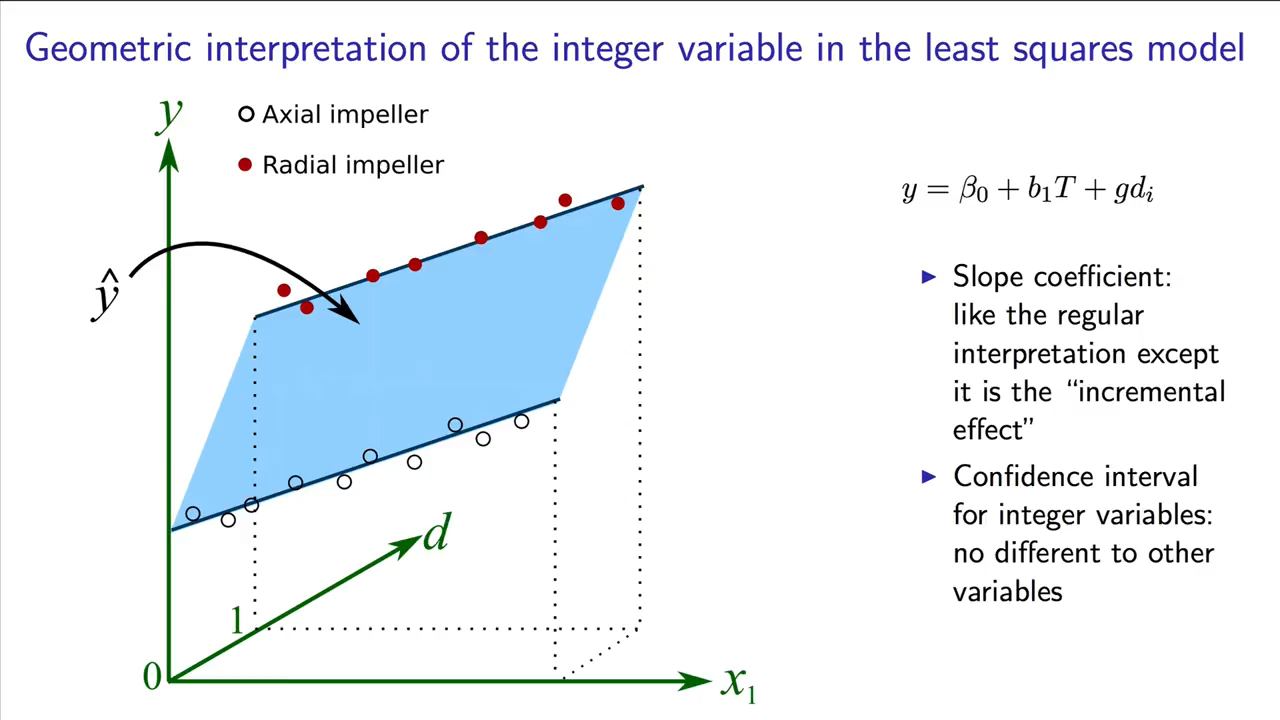 Geometric interpretation of the integer variable in the least squares model
y
Axial impeller
Radial impeller
ŷ
d
1
0
x₁
y = β₀ + b₁T + gdᵢ
▶ Slope coefficient:
like the regular
interpretation except
it is the “incremental
effect”
▶ Confidence interval
for integer variables:
no different to other
variables